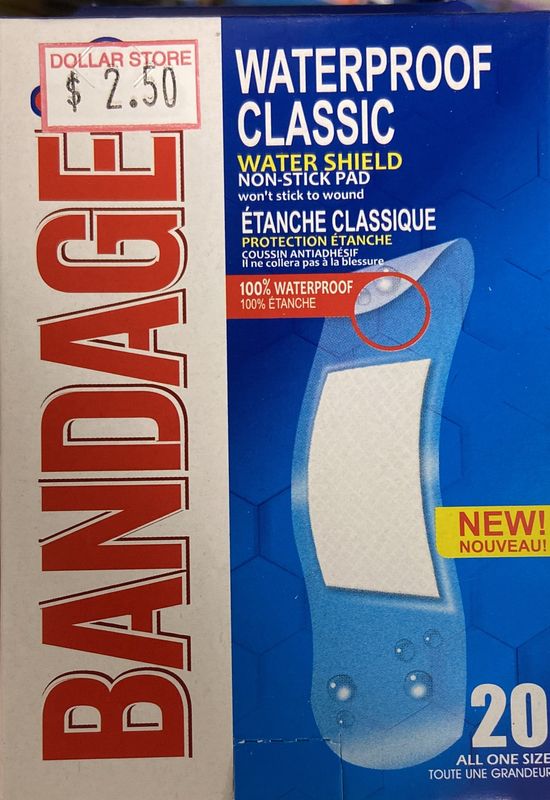 DOLLAR STORE
$ 2.50
BANDAGE
WATERPROOF
CLASSIC
WATER SHIELD
NON-STICK PAD
won't stick to wound
ÉTANCHE CLASSIQUE
PROTECTION ÉTANCHE
COUSSIN ANTIADHÉSIF
Il ne collera pas à la blessure
100% WATERPROOF
100% ÉTANCHE
NEW!
NOUVEAU!
20
ALL ONE SIZE
TOUTE UNE GRANDEUR